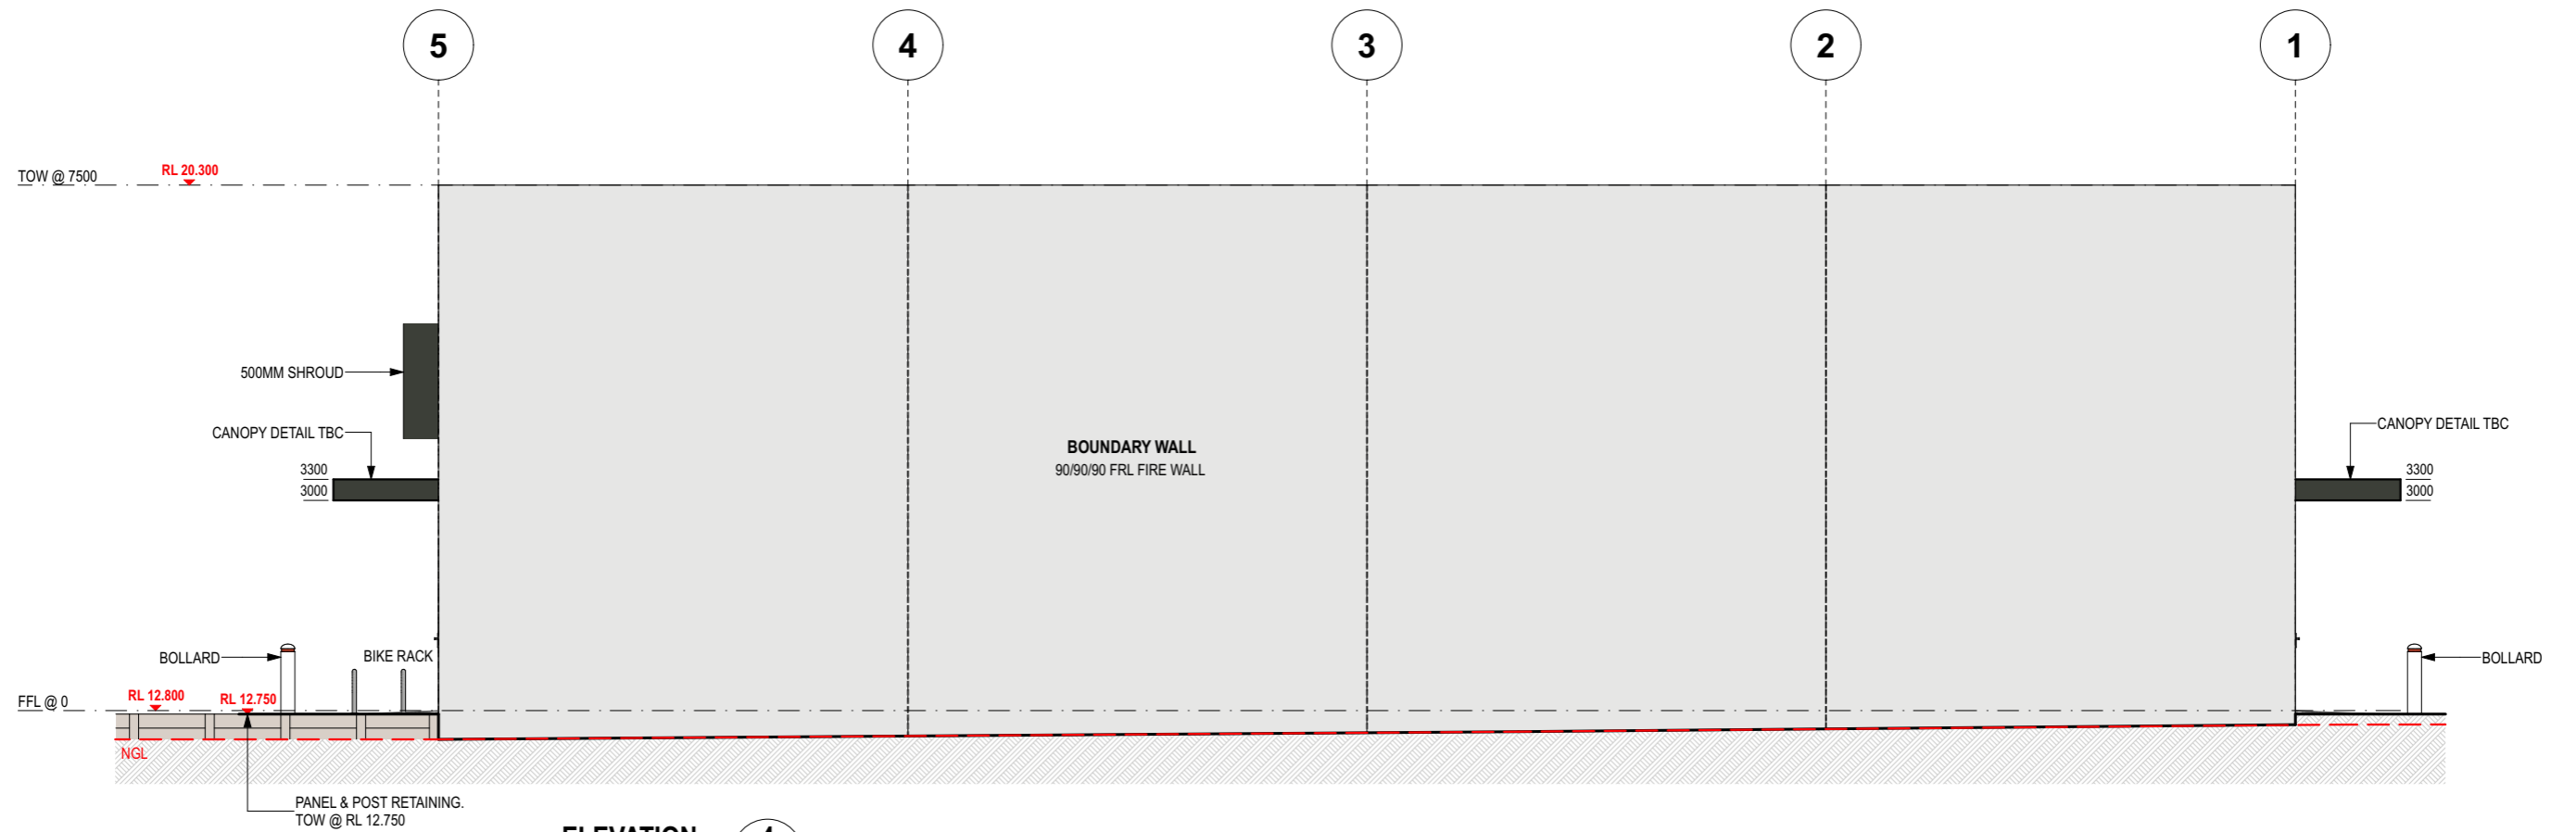 5 4 3 2 1
TOW @ 7500
RL 20.300
500MM SHROUD
CANOPY DETAIL TBC
3300
3000
BOUNDARY WALL
90/90/90 FRL FIRE WALL
CANOPY DETAIL TBC
3300
3000
BOLLARD
BIKE RACK
BOLLARD
FFL @ 0
RL 12.800
RL 12.750
NGL
PANEL & POST RETAINING.
TOW @ RL 12.750
ELEVATION